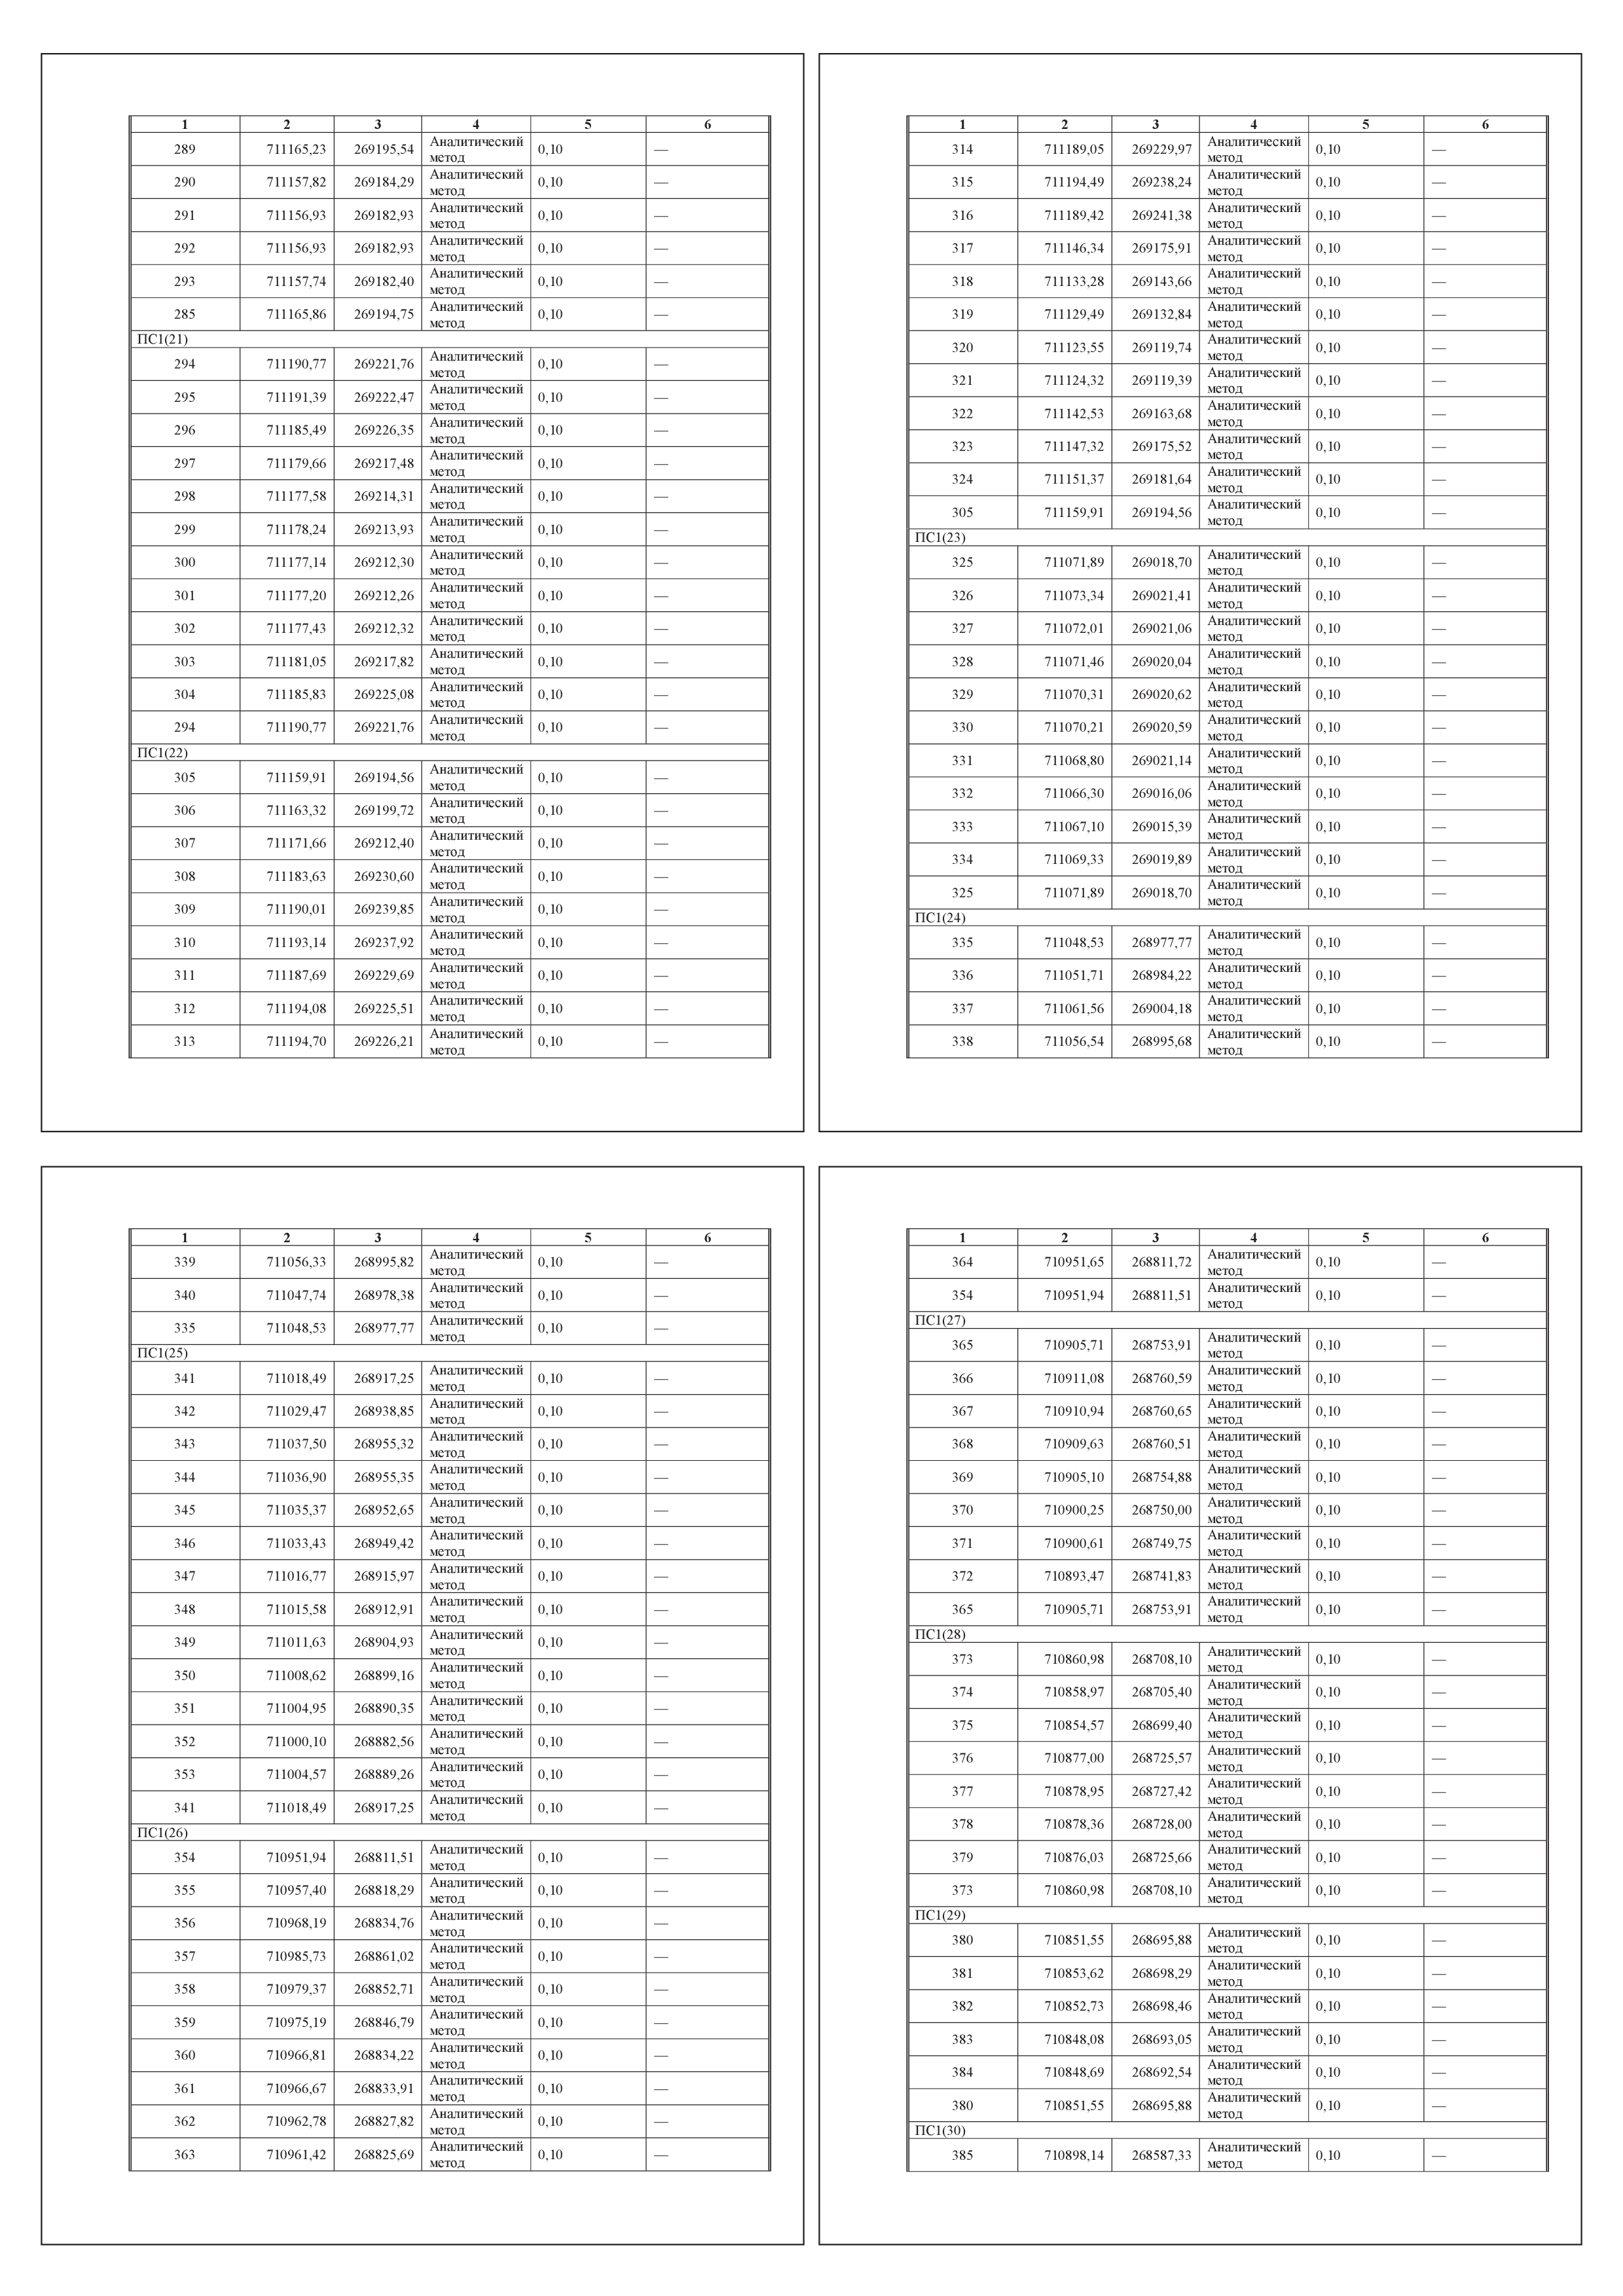 1 2 3 4 5 6
289 711165,23 269195,54 Аналитический метод 0,10 —
290 711157,82 269184,29 Аналитический метод 0,10 —
291 711156,93 269182,93 Аналитический метод 0,10 —
292 711156,93 269182,93 Аналитический метод 0,10 —
293 711157,74 269182,40 Аналитический метод 0,10 —
285 711165,86 269194,75 Аналитический метод 0,10 —
ПС1(21)
294 711190,77 269221,76 Аналитический метод 0,10 —
295 711191,39 269222,47 Аналитический метод 0,10 —
296 711185,49 269226,35 Аналитический метод 0,10 —
297 711179,66 269217,48 Аналитический метод 0,10 —
298 711177,58 269214,31 Аналитический метод 0,10 —
299 711178,24 269213,93 Аналитический метод 0,10 —
300 711177,14 269212,30 Аналитический метод 0,10 —
301 711177,20 269212,26 Аналитический метод 0,10 —
302 711177,43 269212,32 Аналитический метод 0,10 —
303 711181,05 269217,82 Аналитический метод 0,10 —
304 711185,83 269225,08 Аналитический метод 0,10 —
294 711190,77 269221,76 Аналитический метод 0,10 —
ПС1(22)
305 711159,91 269194,56 Аналитический метод 0,10 —
306 711163,32 269199,72 Аналитический метод 0,10 —
307 711171,66 269212,40 Аналитический метод 0,10 —
308 711183,63 269230,60 Аналитический метод 0,10 —
309 711190,01 269239,85 Аналитический метод 0,10 —
310 711193,14 269237,92 Аналитический метод 0,10 —
311 711187,69 269229,69 Аналитический метод 0,10 —
312 711194,08 269225,51 Аналитический метод 0,10 —
313 711194,70 269226,21 Аналитический метод 0,10 —
1 2 3 4 5 6
314 711189,05 269229,97 Аналитический метод 0,10 —
315 711194,49 269238,24 Аналитический метод 0,10 —
316 711189,42 269241,38 Аналитический метод 0,10 —
317 711146,34 269175,91 Аналитический метод 0,10 —
318 711133,28 269143,66 Аналитический метод 0,10 —
319 711129,49 269132,84 Аналитический метод 0,10 —
320 711123,55 269119,74 Аналитический метод 0,10 —
321 711124,32 269119,39 Аналитический метод 0,10 —
322 711142,53 269163,68 Аналитический метод 0,10 —
323 711147,32 269175,52 Аналитический метод 0,10 —
324 711151,37 269181,64 Аналитический метод 0,10 —
305 711159,91 269194,56 Аналитический метод 0,10 —
ПС1(23)
325 711071,89 269018,70 Аналитический метод 0,10 —
326 711073,34 269021,41 Аналитический метод 0,10 —
327 711072,01 269021,06 Аналитический метод 0,10 —
328 711071,46 269020,04 Аналитический метод 0,10 —
329 711070,31 269020,62 Аналитический метод 0,10 —
330 711070,21 269020,59 Аналитический метод 0,10 —
331 711068,80 269021,14 Аналитический метод 0,10 —
332 711066,30 269016,06 Аналитический метод 0,10 —
333 711067,10 269015,39 Аналитический метод 0,10 —
334 711069,33 269019,89 Аналитический метод 0,10 —
325 711071,89 269018,70 Аналитический метод 0,10 —
ПС1(24)
335 711048,53 268977,77 Аналитический метод 0,10 —
336 711051,71 268984,22 Аналитический метод 0,10 —
337 711061,56 269004,18 Аналитический метод 0,10 —
338 711056,54 268995,68 Аналитический метод 0,10 —
1 2 3 4 5 6
339 711056,33 268995,82 Аналитический метод 0,10 —
340 711047,74 268978,38 Аналитический метод 0,10 —
335 711048,53 268977,77 Аналитический метод 0,10 —
ПС1(25)
341 711018,49 268917,25 Аналитический метод 0,10 —
342 711029,47 268938,85 Аналитический метод 0,10 —
343 711037,50 268955,32 Аналитический метод 0,10 —
344 711036,90 268955,35 Аналитический метод 0,10 —
345 711035,37 268952,65 Аналитический метод 0,10 —
346 711033,43 268949,42 Аналитический метод 0,10 —
347 711016,77 268915,97 Аналитический метод 0,10 —
348 711015,58 268912,91 Аналитический метод 0,10 —
349 711011,63 268904,93 Аналитический метод 0,10 —
350 711008,62 268899,16 Аналитический метод 0,10 —
351 711004,95 268890,35 Аналитический метод 0,10 —
352 711000,10 268882,56 Аналитический метод 0,10 —
353 711004,57 268889,26 Аналитический метод 0,10 —
341 711018,49 268917,25 Аналитический метод 0,10 —
ПС1(26)
354 710951,94 268811,51 Аналитический метод 0,10 —
355 710957,40 268818,29 Аналитический метод 0,10 —
356 710968,19 268834,76 Аналитический метод 0,10 —
357 710985,73 268861,02 Аналитический метод 0,10 —
358 710979,37 268852,71 Аналитический метод 0,10 —
359 710975,19 268846,79 Аналитический метод 0,10 —
360 710966,81 268834,22 Аналитический метод 0,10 —
361 710966,67 268833,91 Аналитический метод 0,10 —
362 710962,78 268827,82 Аналитический метод 0,10 —
363 710961,42 268825,69 Аналитический метод 0,10 —
1 2 3 4 5 6
364 710951,65 268811,72 Аналитический метод 0,10 —
354 710951,94 268811,51 Аналитический метод 0,10 —
ПС1(27)
365 710905,71 268753,91 Аналитический метод 0,10 —
366 710911,08 268760,59 Аналитический метод 0,10 —
367 710910,94 268760,65 Аналитический метод 0,10 —
368 710909,63 268760,51 Аналитический метод 0,10 —
369 710905,10 268754,88 Аналитический метод 0,10 —
370 710900,25 268750,00 Аналитический метод 0,10 —
371 710900,61 268749,75 Аналитический метод 0,10 —
372 710893,47 268741,83 Аналитический метод 0,10 —
365 710905,71 268753,91 Аналитический метод 0,10 —
ПС1(28)
373 710860,98 268708,10 Аналитический метод 0,10 —
374 710858,97 268705,40 Аналитический метод 0,10 —
375 710854,57 268699,40 Аналитический метод 0,10 —
376 710877,00 268725,57 Аналитический метод 0,10 —
377 710878,95 268727,42 Аналитический метод 0,10 —
378 710878,36 268728,00 Аналитический метод 0,10 —
379 710876,03 268725,66 Аналитический метод 0,10 —
373 710860,98 268708,10 Аналитический метод 0,10 —
ПС1(29)
380 710851,55 268695,88 Аналитический метод 0,10 —
381 710853,62 268698,29 Аналитический метод 0,10 —
382 710852,73 268698,46 Аналитический метод 0,10 —
383 710848,08 268693,05 Аналитический метод 0,10 —
384 710848,69 268692,54 Аналитический метод 0,10 —
380 710851,55 268695,88 Аналитический метод 0,10 —
ПС1(30)
385 710898,14 268587,33 Аналитический метод 0,10 —